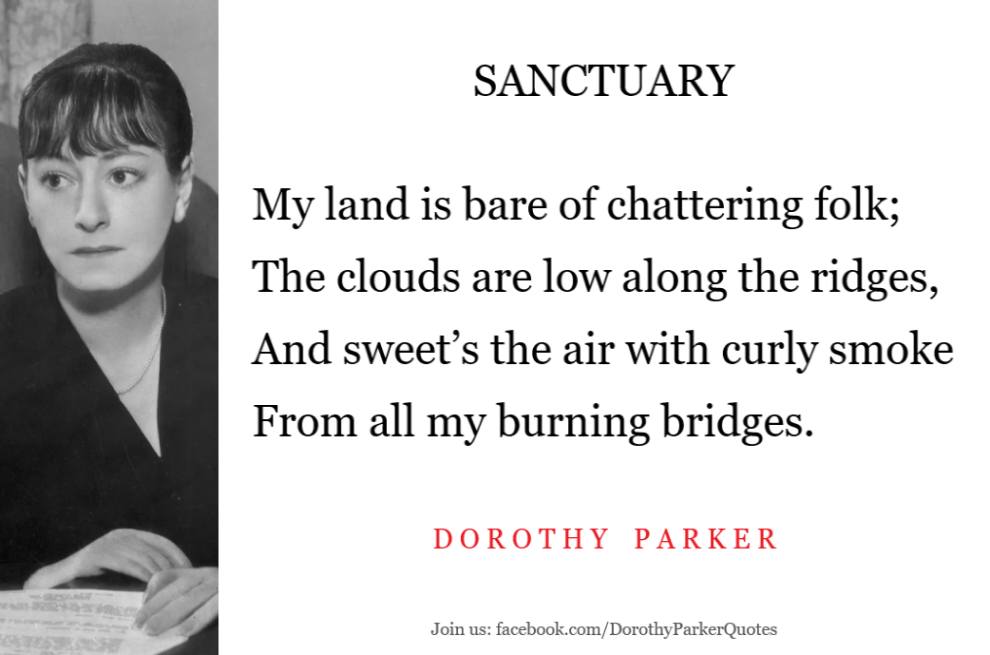 SANCTUARY
My land is bare of chattering folk;
The clouds are low along the ridges,
And sweet’s the air with curly smoke
From all my burning bridges.
DOROTHY PARKER
Join us: facebook.com/DorothyParkerQuotes